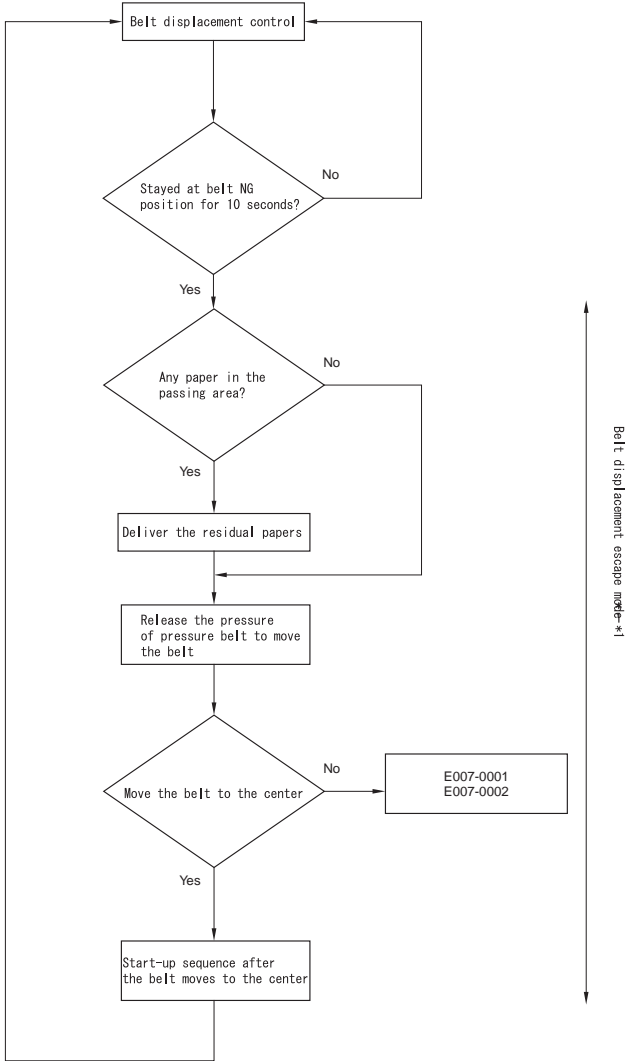 Belt displacement control
Stayed at belt NG
position for 10 seconds?
No
Yes
Any paper in the
passing area?
No
Yes
Deliver the residual papers
Release the pressure
of pressure belt to move
the belt
Move the belt to the center
No
E007-0001
E007-0002
Yes
Start-up sequence after
the belt moves to the center
Belt displacement escape mode *1